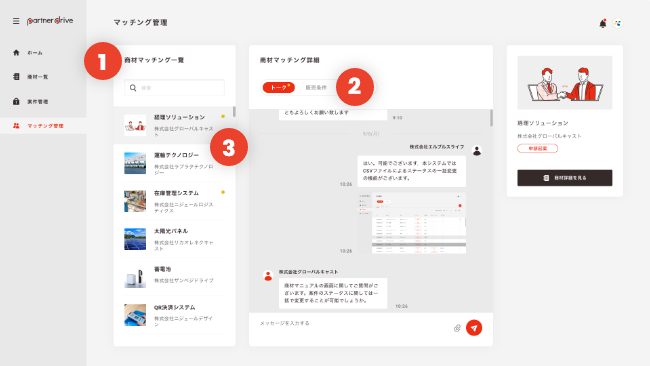 partner drive
マッチング管理
ホーム
商材一覧
案件管理
マッチング管理
1
商材マッチング一覧
検索
経理ソリューション
株式会社グローバルキャス
ト
3
運輸テクノロジー
株式会社ラプラテクノロ
ジー
在庫管理システム
株式会社ニジュールロジス
ティクス
太陽光パネル
株式会社リカオレネクキャ
スト
蓄電池
株式会社サンベジドライブ
QR決済システム
株式会社ニジュールデザイ
ン
商材マッチング詳細
トーク
販売条件
2
ともよろしくお願い致します
9:10
株式会社エルプルスライフ
はい。可能でございます。本システムでは
CSVファイルによるステータスの一括変更
の機能がございます。
10:26
10:26
株式会社グローバルキャスト
商材マニュアルの画面に関してご質問がご
ざいます。案件のステータスに関しては一
括で変更することが可能でしょうか。
10:26
メッセージを入力する
経理ソリューション
株式会社グローバルキャスト
申請起案
商材詳細を見る